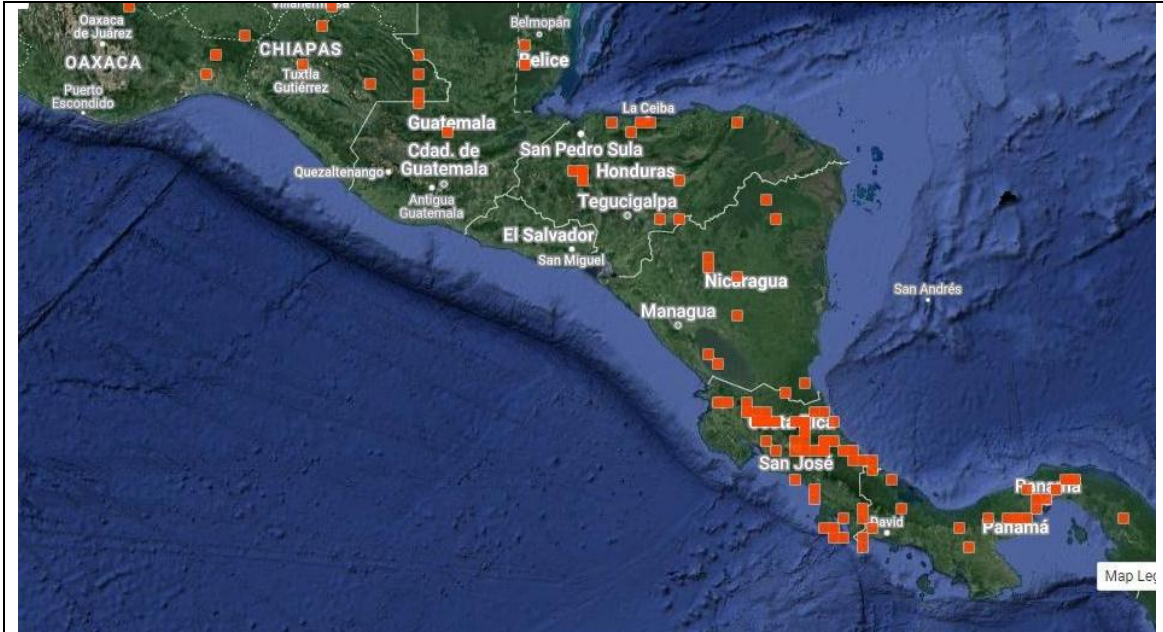 Oaxaca
de Juárez
OAXACA
Puerto
Escondido
CHIAPAS
Tuxtla
Gutiérrez
Belmopán
Belice
La Ceiba
Guatemala
San Pedro Sula
Cdad. de
Guatemala
Quezaltenango
Honduras
Antigua
Guatemala
Tegucigalpa
El Salvador
San Miguel
Nicaragua
San Andrés
Managua
Costa Rica
San José
Panamá
David
Panamá
Map Leg